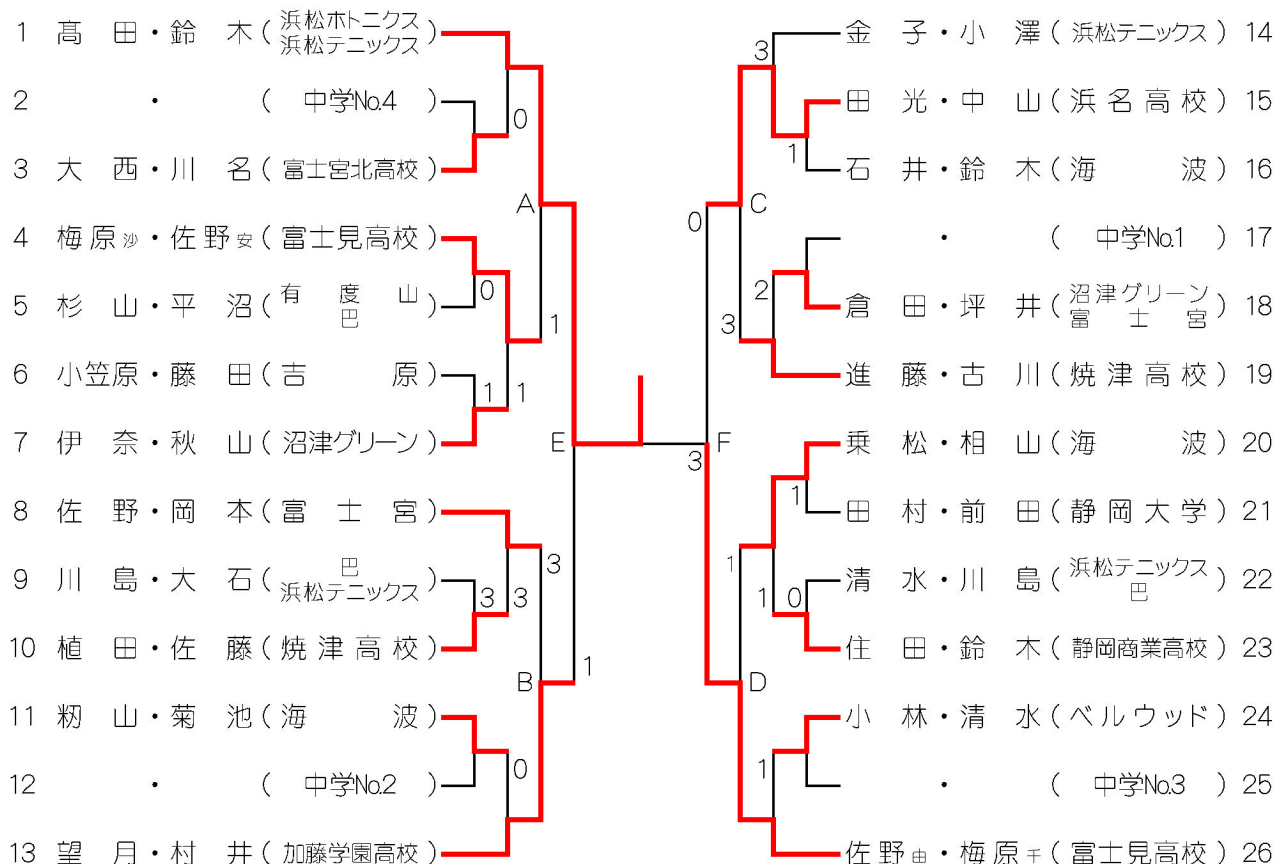 1 髙田・鈴木(浜松ホトニクス 浜松テニックス)
2 ・ (中学No.4)
0
3 大西・川名(富士宮北高校)
A
4 梅原沙・佐野安(富士見高校)
0
5 杉山・平沼(有度山 巴)
1
6 小笠原・藤田(吉原)
1 1
7 伊奈・秋山(沼津グリーン)
E
8 佐野・岡本(富士宮)
3
9 川島・大石(巴 浜松テニックス)
3 3
10 植田・佐藤(焼津高校)
B 1
11 籾山・菊池(海波)
0
12 ・ (中学No.2)
13 望月・村井(加藤学園高校)
金子・小澤(浜松テニックス) 14
3
田光・中山(浜名高校) 15
1
石井・鈴木(海波) 16
0 C
・ (中学No.1) 17
2
倉田・坪井(沼津グリーン 富士宮) 18
3
進藤・古川(焼津高校) 19
F
3
乗松・相山(海波) 20
1
田村・前田(静岡大学) 21
1
清水・川島(浜松テニックス 巴) 22
1 0
住田・鈴木(静岡商業高校) 23
D
小林・清水(ベルウッド) 24
1
・ (中学No.3) 25
佐野由・梅原千(富士見高校) 26